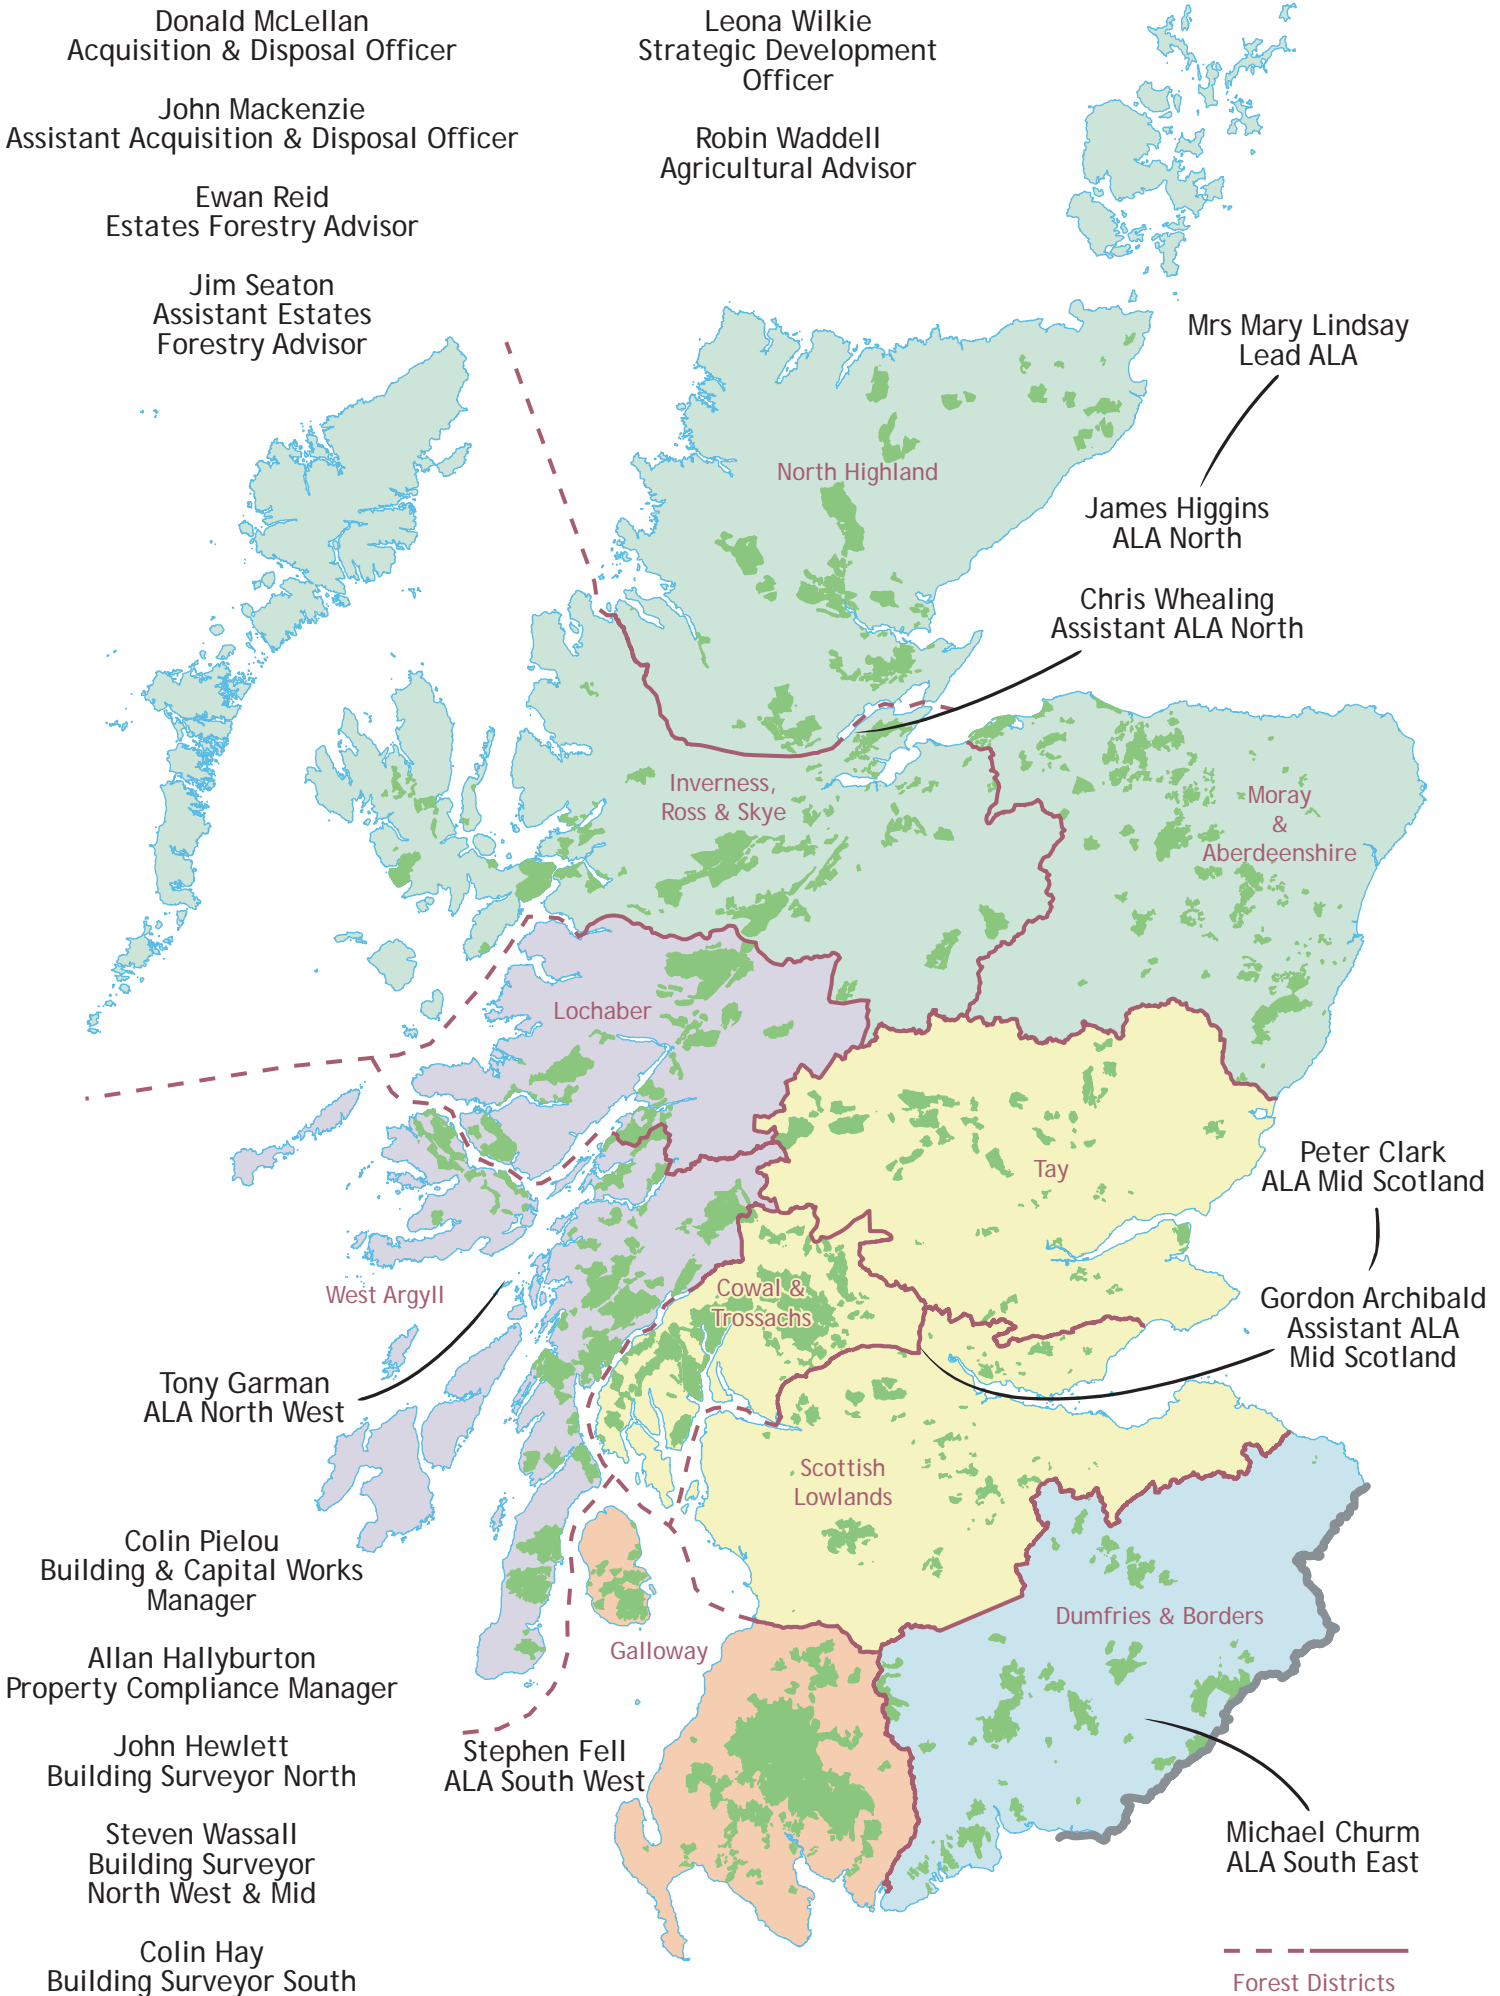 Donald McLellan
Acquisition & Disposal Officer
John Mackenzie
Assistant Acquisition & Disposal Officer
Ewan Reid
Estates Forestry Advisor
Jim Seaton
Assistant Estates
Forestry Advisor
Leona Wilkie
Strategic Development
Officer
Robin Waddell
Agricultural Advisor
Mrs Mary Lindsay
Lead ALA
North Highland
James Higgins
ALA North
Chris Whealing
Assistant ALA North
Inverness,
Ross & Skye
Moray
&
Aberdeenshire
Lochaber
Tay
Peter Clark
ALA Mid Scotland
West Argyll
Cowal &
Trossachs
Gordon Archibald
Assistant ALA
Mid Scotland
Tony Garman
ALA North West
Scottish
Lowlands
Colin Pielou
Building & Capital Works
Manager
Allan Hallyburton
Property Compliance Manager
John Hewlett
Building Surveyor North
Steven Wassall
Building Surveyor
North West & Mid
Colin Hay
Building Surveyor South
Dumfries & Borders
Galloway
Stephen Fell
ALA South West
Michael Churm
ALA South East
Forest Districts